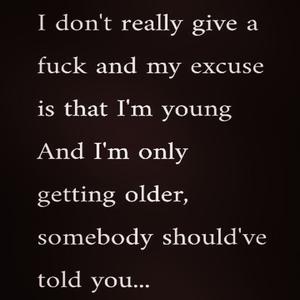 I don't really give a
fuck and my excuse
is that I'm young
And I'm only
getting older,
somebody should've
told you...